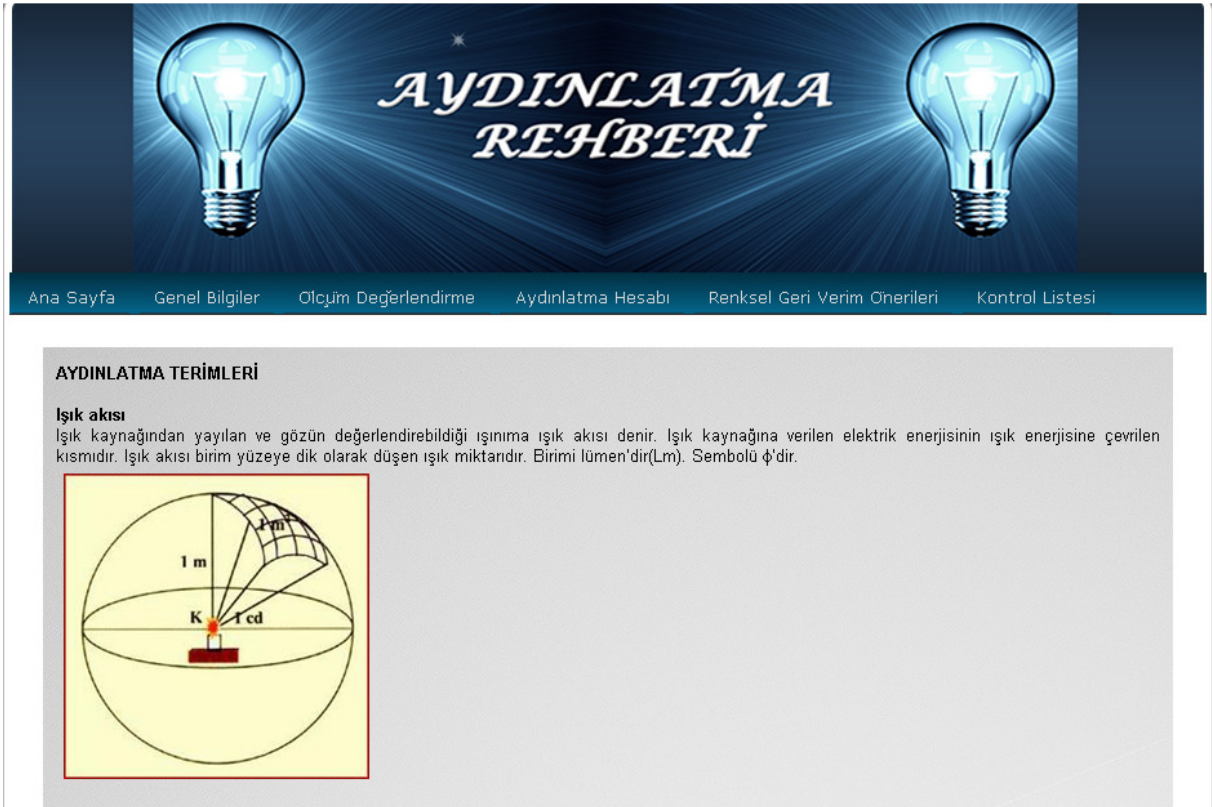 AYDINLATMA
REHBERİ
Ana Sayfa Genel Bilgiler Ölçüm Değerlendirme Aydınlatma Hesabı Renksel Geri Verim Önerileri Kontrol Listesi
AYDINLATMA TERİMLERİ
Işık akısı
Işık kaynağından yayılan ve gözün değerlendirebildiği ışınıma ışık akısı denir. Işık kaynağına verilen elektrik enerjisinin ışık enerjisine çevrilen
kısmıdır. Işık akısı birim yüzeye dik olarak düşen ışık miktarıdır. Birimi lümen'dir(Lm). Sembolü ϕ'dir.
1 m²
1 m
K 1 cd